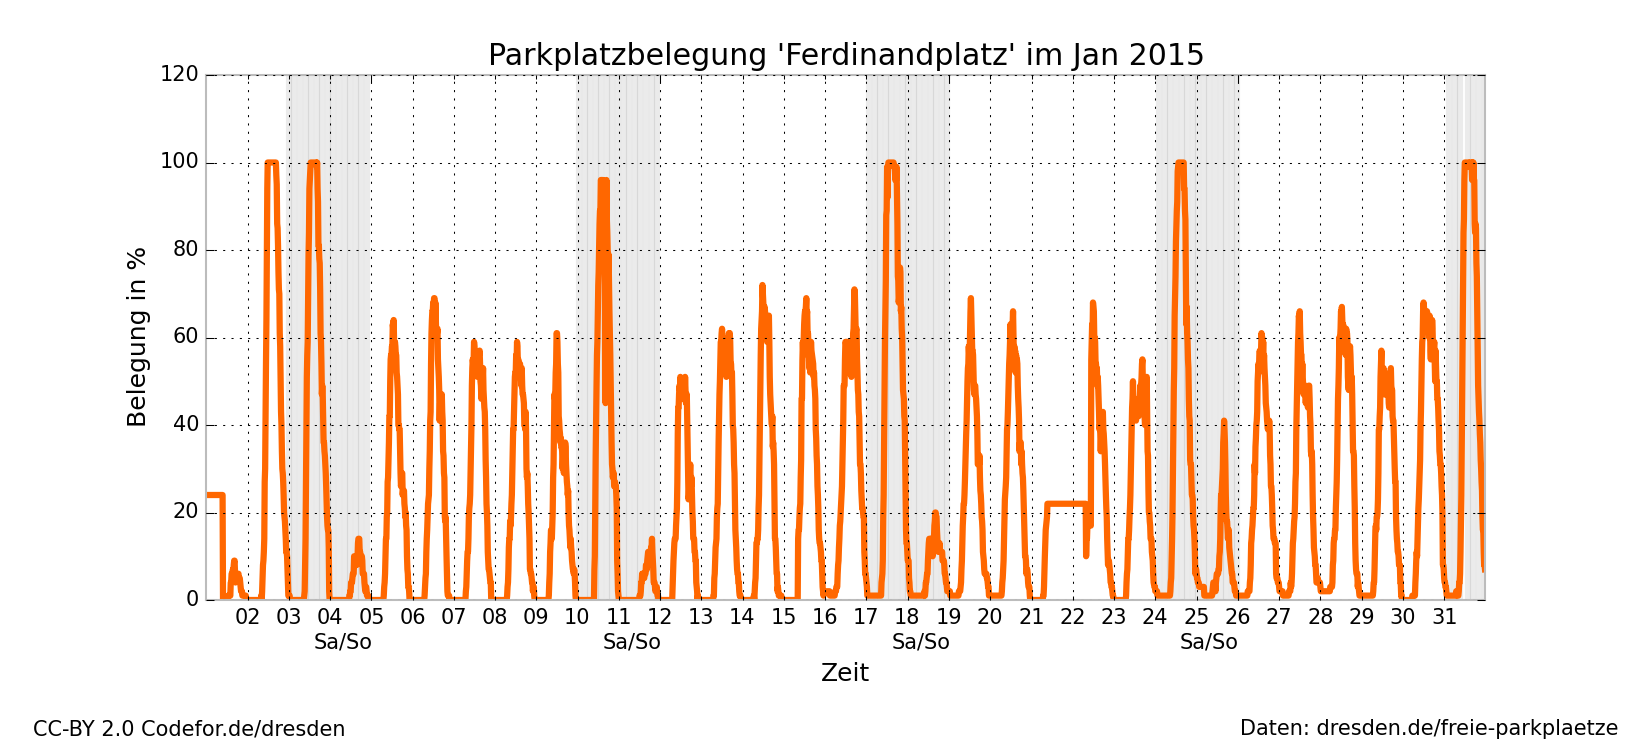 Parkplatzbelegung 'Ferdinandplatz' im Jan 2015
120
100
80
60
40
20
0
Belegung in %
02 03 04 05 06 07 08 09 10 11 12 13 14 15 16 17 18 19 20 21 22 23 24 25 26 27 28 29 30 31
Sa/So Sa/So Sa/So Sa/So
Zeit
CC-BY 2.0 Codefor.de/dresden
Daten: dresden.de/freie-parkplaetze